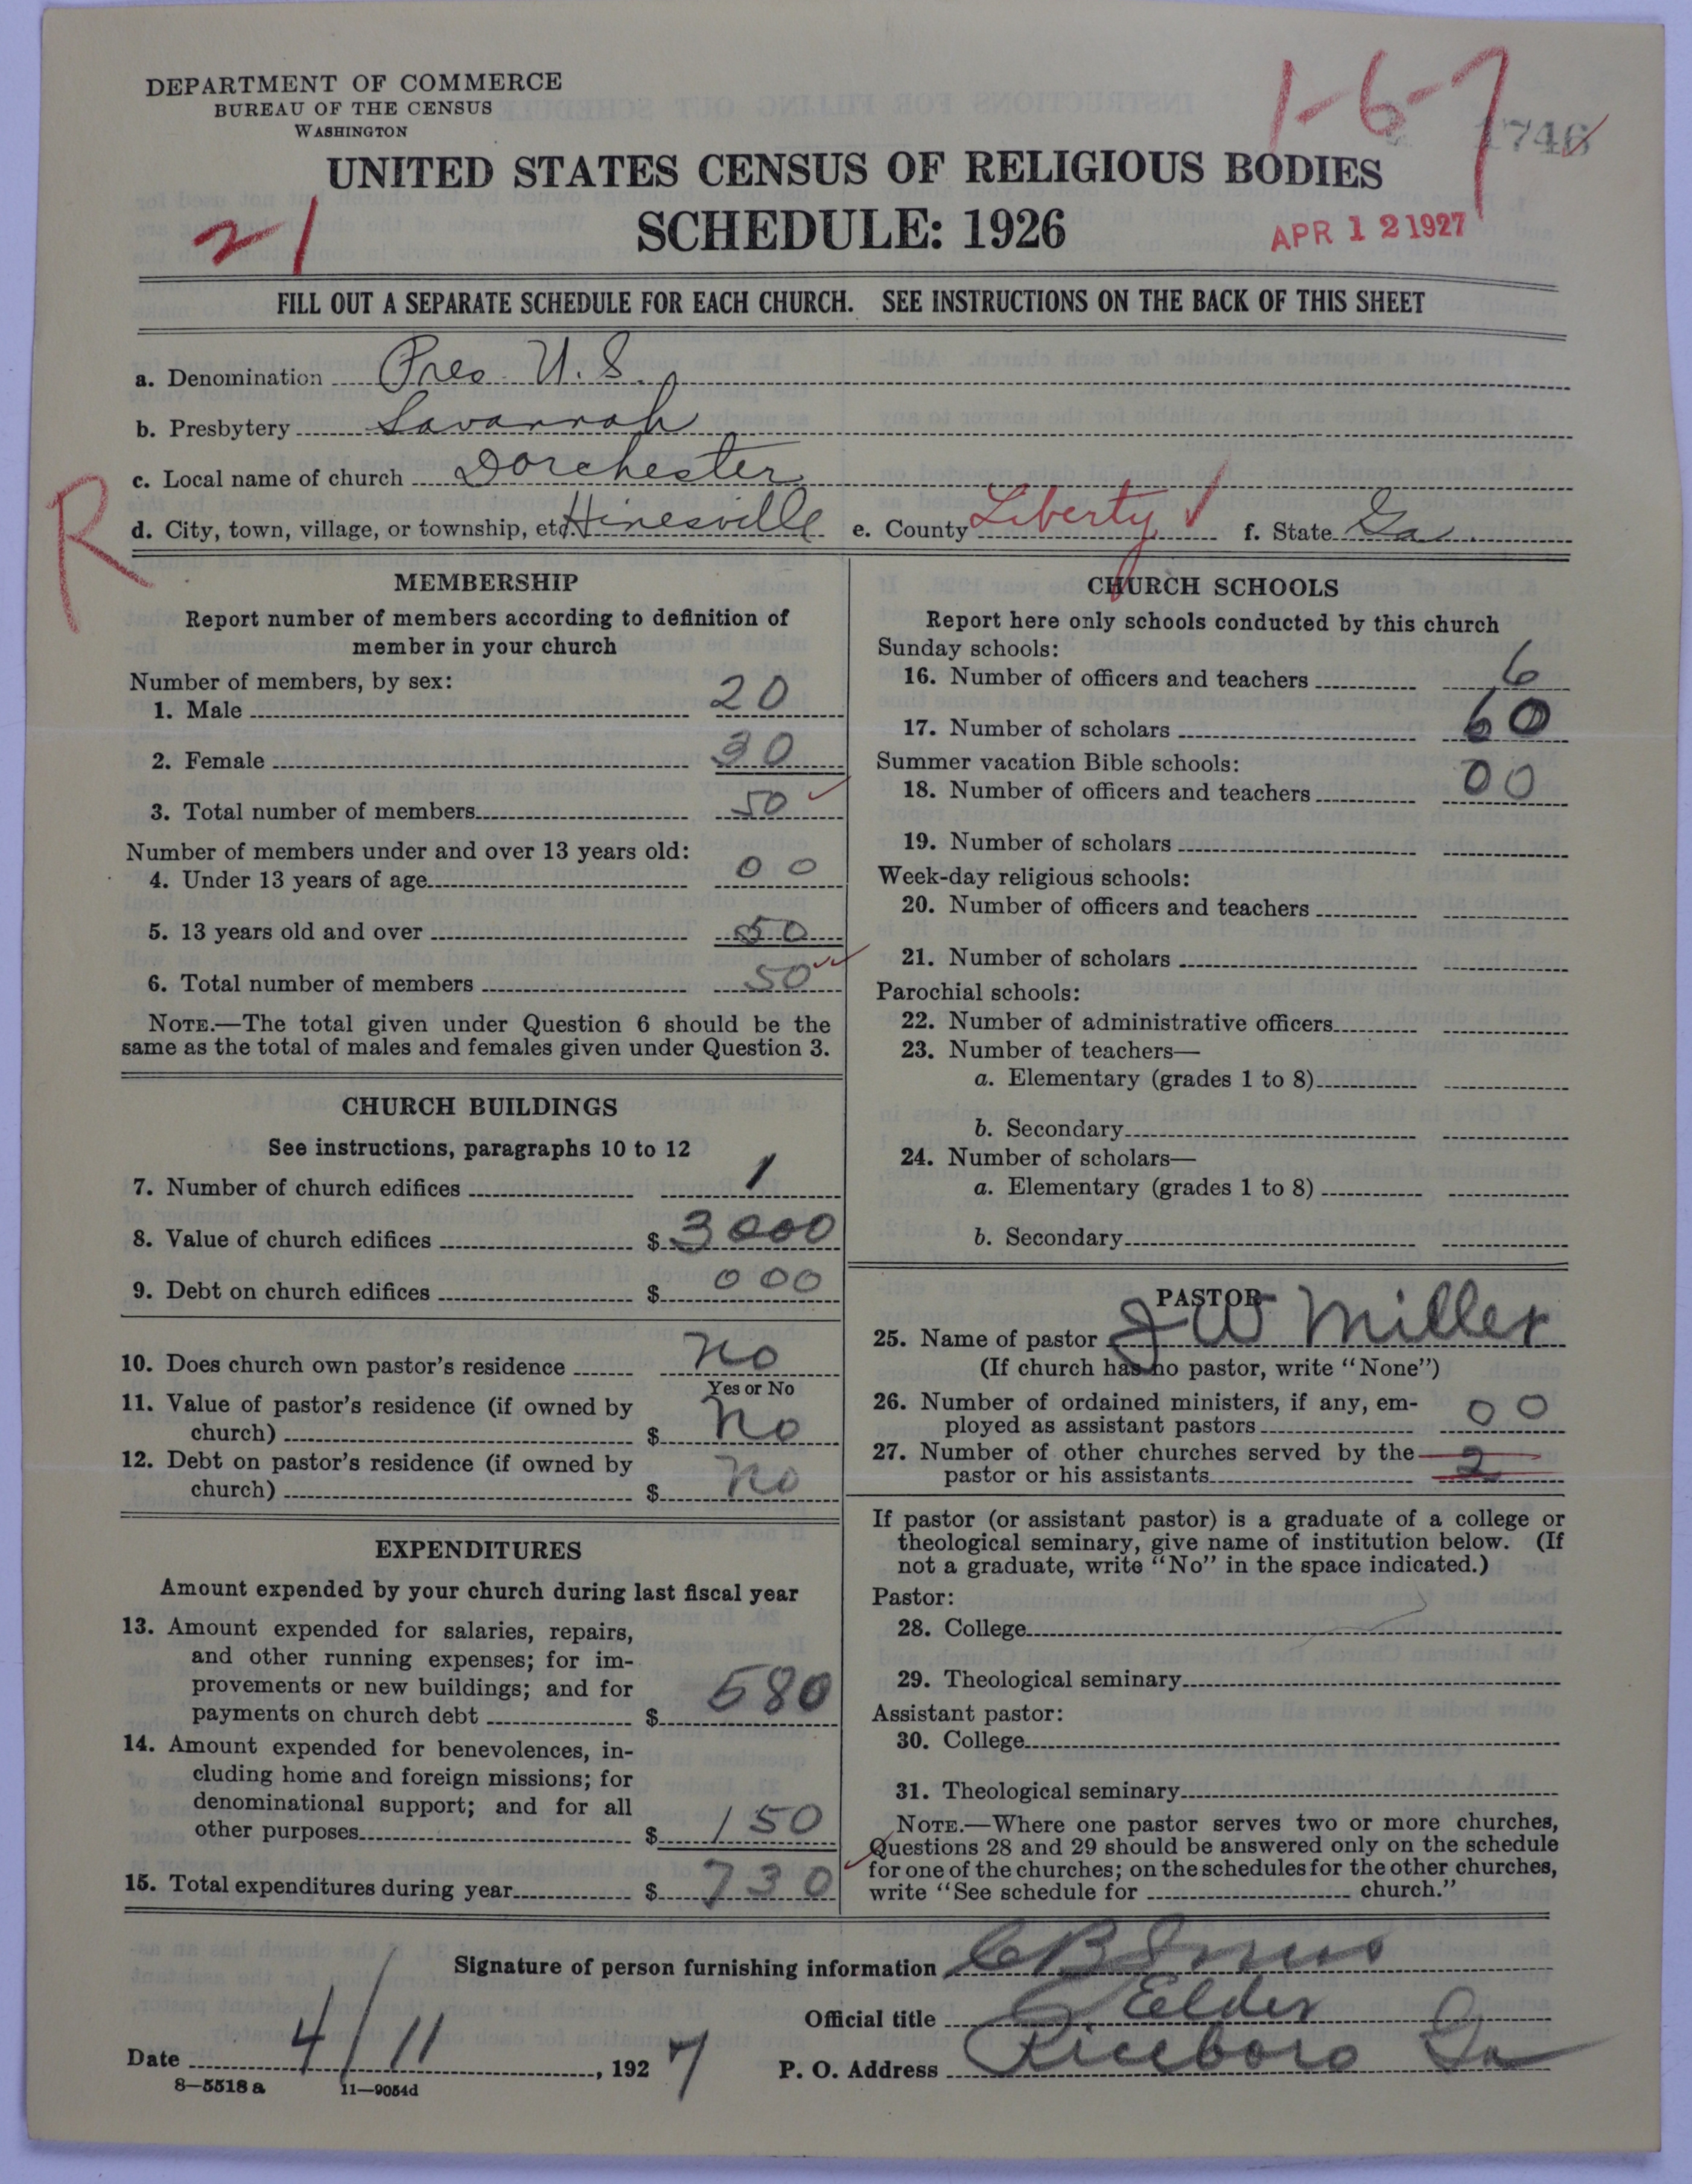 DEPARTMENT OF COMMERCE
BUREAU OF THE CENSUS
WASHINGTON
1-6-7
1746
UNITED STATES CENSUS OF RELIGIOUS BODIES
SCHEDULE: 1926
21
APR 12 1927
FILL OUT A SEPARATE SCHEDULE FOR EACH CHURCH. SEE INSTRUCTIONS ON THE BACK OF THIS SHEET
a. Denomination Pres. U.S.
b. Presbytery Savannah
c. Local name of church Dorchester
R
d. City, town, village, or township, etc. Hinesville e. County Liberty f. State Ga.
MEMBERSHIP
Report number of members according to definition of
member in your church
Number of members, by sex:
1. Male 20
2. Female 30
3. Total number of members 50
Number of members under and over 13 years old:
4. Under 13 years of age 00
5. 13 years old and over 50
6. Total number of members 50
NOTE.—The total given under Question 6 should be the
same as the total of males and females given under Question 3.
CHURCH BUILDINGS
See instructions, paragraphs 10 to 12
7. Number of church edifices 1
8. Value of church edifices $ 3000
9. Debt on church edifices $ 000
10. Does church own pastor's residence No
Yes or No
11. Value of pastor's residence (if owned by
church) $ No
12. Debt on pastor's residence (if owned by
church) $ No
EXPENDITURES
Amount expended by your church during last fiscal year
13. Amount expended for salaries, repairs,
and other running expenses; for im-
provements or new buildings; and for
payments on church debt $ 580
14. Amount expended for benevolences, in-
cluding home and foreign missions; for
denominational support; and for all
other purposes $ 150
15. Total expenditures during year $ 730
CHURCH SCHOOLS
Report here only schools conducted by this church
Sunday schools:
16. Number of officers and teachers 6
17. Number of scholars 60
Summer vacation Bible schools:
18. Number of officers and teachers 00
19. Number of scholars
Week-day religious schools:
20. Number of officers and teachers
21. Number of scholars
Parochial schools:
22. Number of administrative officers
23. Number of teachers—
a. Elementary (grades 1 to 8)
b. Secondary
24. Number of scholars—
a. Elementary (grades 1 to 8)
b. Secondary
PASTOR
25. Name of pastor J W Miller
(If church has no pastor, write "None")
26. Number of ordained ministers, if any, em-
ployed as assistant pastors 00
27. Number of other churches served by the
pastor or his assistants 2
If pastor (or assistant pastor) is a graduate of a college or
theological seminary, give name of institution below. (If
not a graduate, write "No" in the space indicated.)
Pastor:
28. College
29. Theological seminary
Assistant pastor:
30. College
31. Theological seminary
NOTE.—Where one pastor serves two or more churches,
Questions 28 and 29 should be answered only on the schedule
for one of the churches; on the schedules for the other churches,
write "See schedule for church."
Signature of person furnishing information C B
Official title Elder
Date 4/11, 1927 P. O. Address Riceboro Ga
8—5518 a 11—9054d